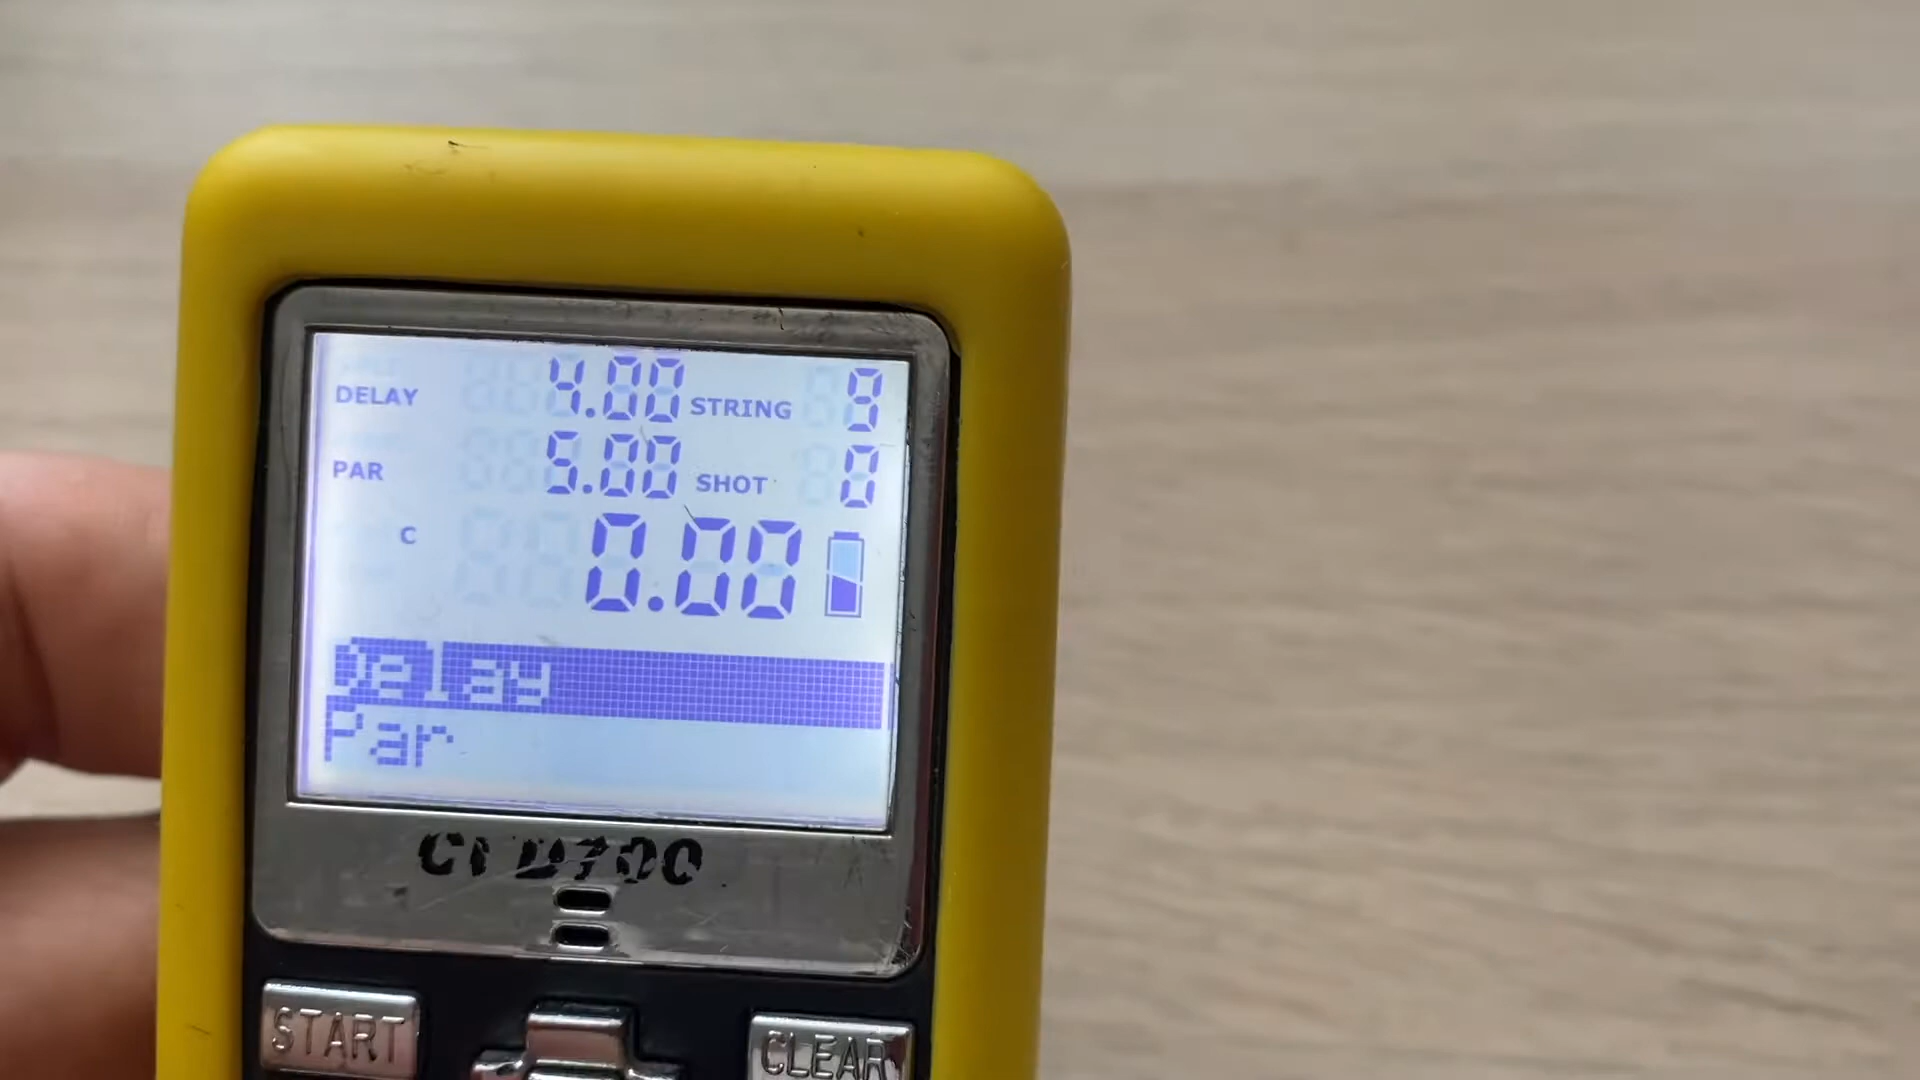 DELAY 4.00 STRING 9
PAR 5.00 SHOT 0
C 0.00
Delay
Par
START CLEAR